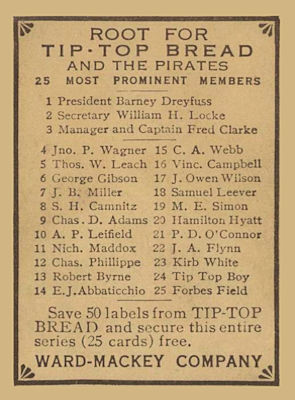 ROOT FOR
TIP-TOP BREAD
AND THE PIRATES
25 MOST PROMINENT MEMBERS
1 President Barney Dreyfuss
2 Secretary William H. Locke
3 Manager and Captain Fred Clarke
4 Jno. P. Wagner
5 Thos. W. Leach
6 George Gibson
7 J. B. Miller
8 S. H. Camnitz
9 Chas. D. Adams
10 A. P. Leifield
11 Nich. Maddox
12 Chas. Phillippe
13 Robert Byrne
14 E. J. Abbaticchio
15 C. A. Webb
16 Vinc. Campbell
17 J. Owen Wilson
18 Samuel Leever
19 M. E. Simon
20 Hamilton Hyatt
21 P. D. O'Connor
22 J. A. Flynn
23 Kirb White
24 Tip Top Boy
25 Forbes Field
Save 50 labels from TIP-TOP
BREAD and secure this entire
series (25 cards) free.
WARD-MACKEY COMPANY